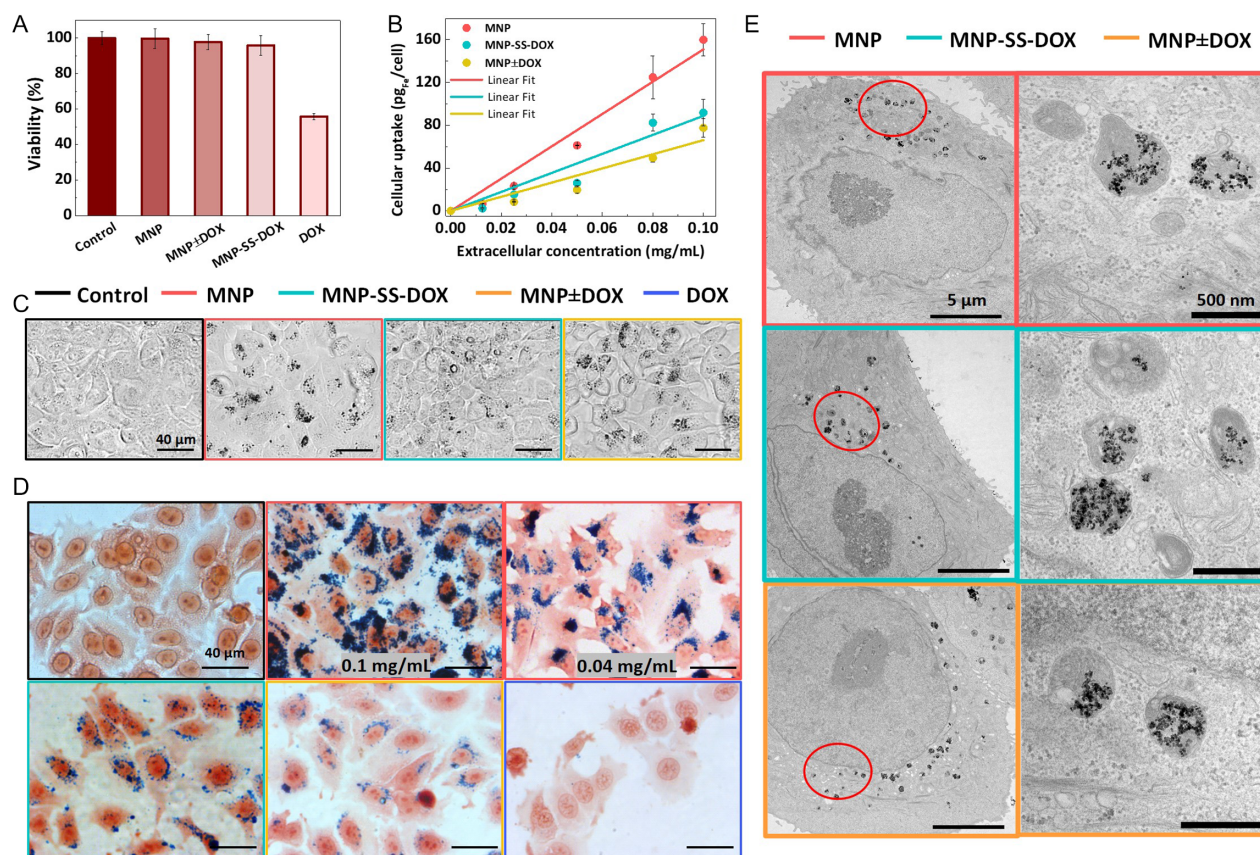 A
Viability (%)
100
80
60
40
20
0
Control
MNP
MNP±DOX
MNP-SS-DOX
DOX
B
Cellular uptake (pgFe/cell)
160
120
80
40
0
MNP
MNP-SS-DOX
MNP±DOX
Linear Fit
Linear Fit
Linear Fit
0.00 0.02 0.04 0.06 0.08 0.10
Extracellular concentration (mg/mL)
C
Control MNP MNP-SS-DOX MNP±DOX DOX
40 µm
D
40 µm
0.1 mg/mL
0.04 mg/mL
E
MNP MNP-SS-DOX MNP±DOX
5 µm
500 nm